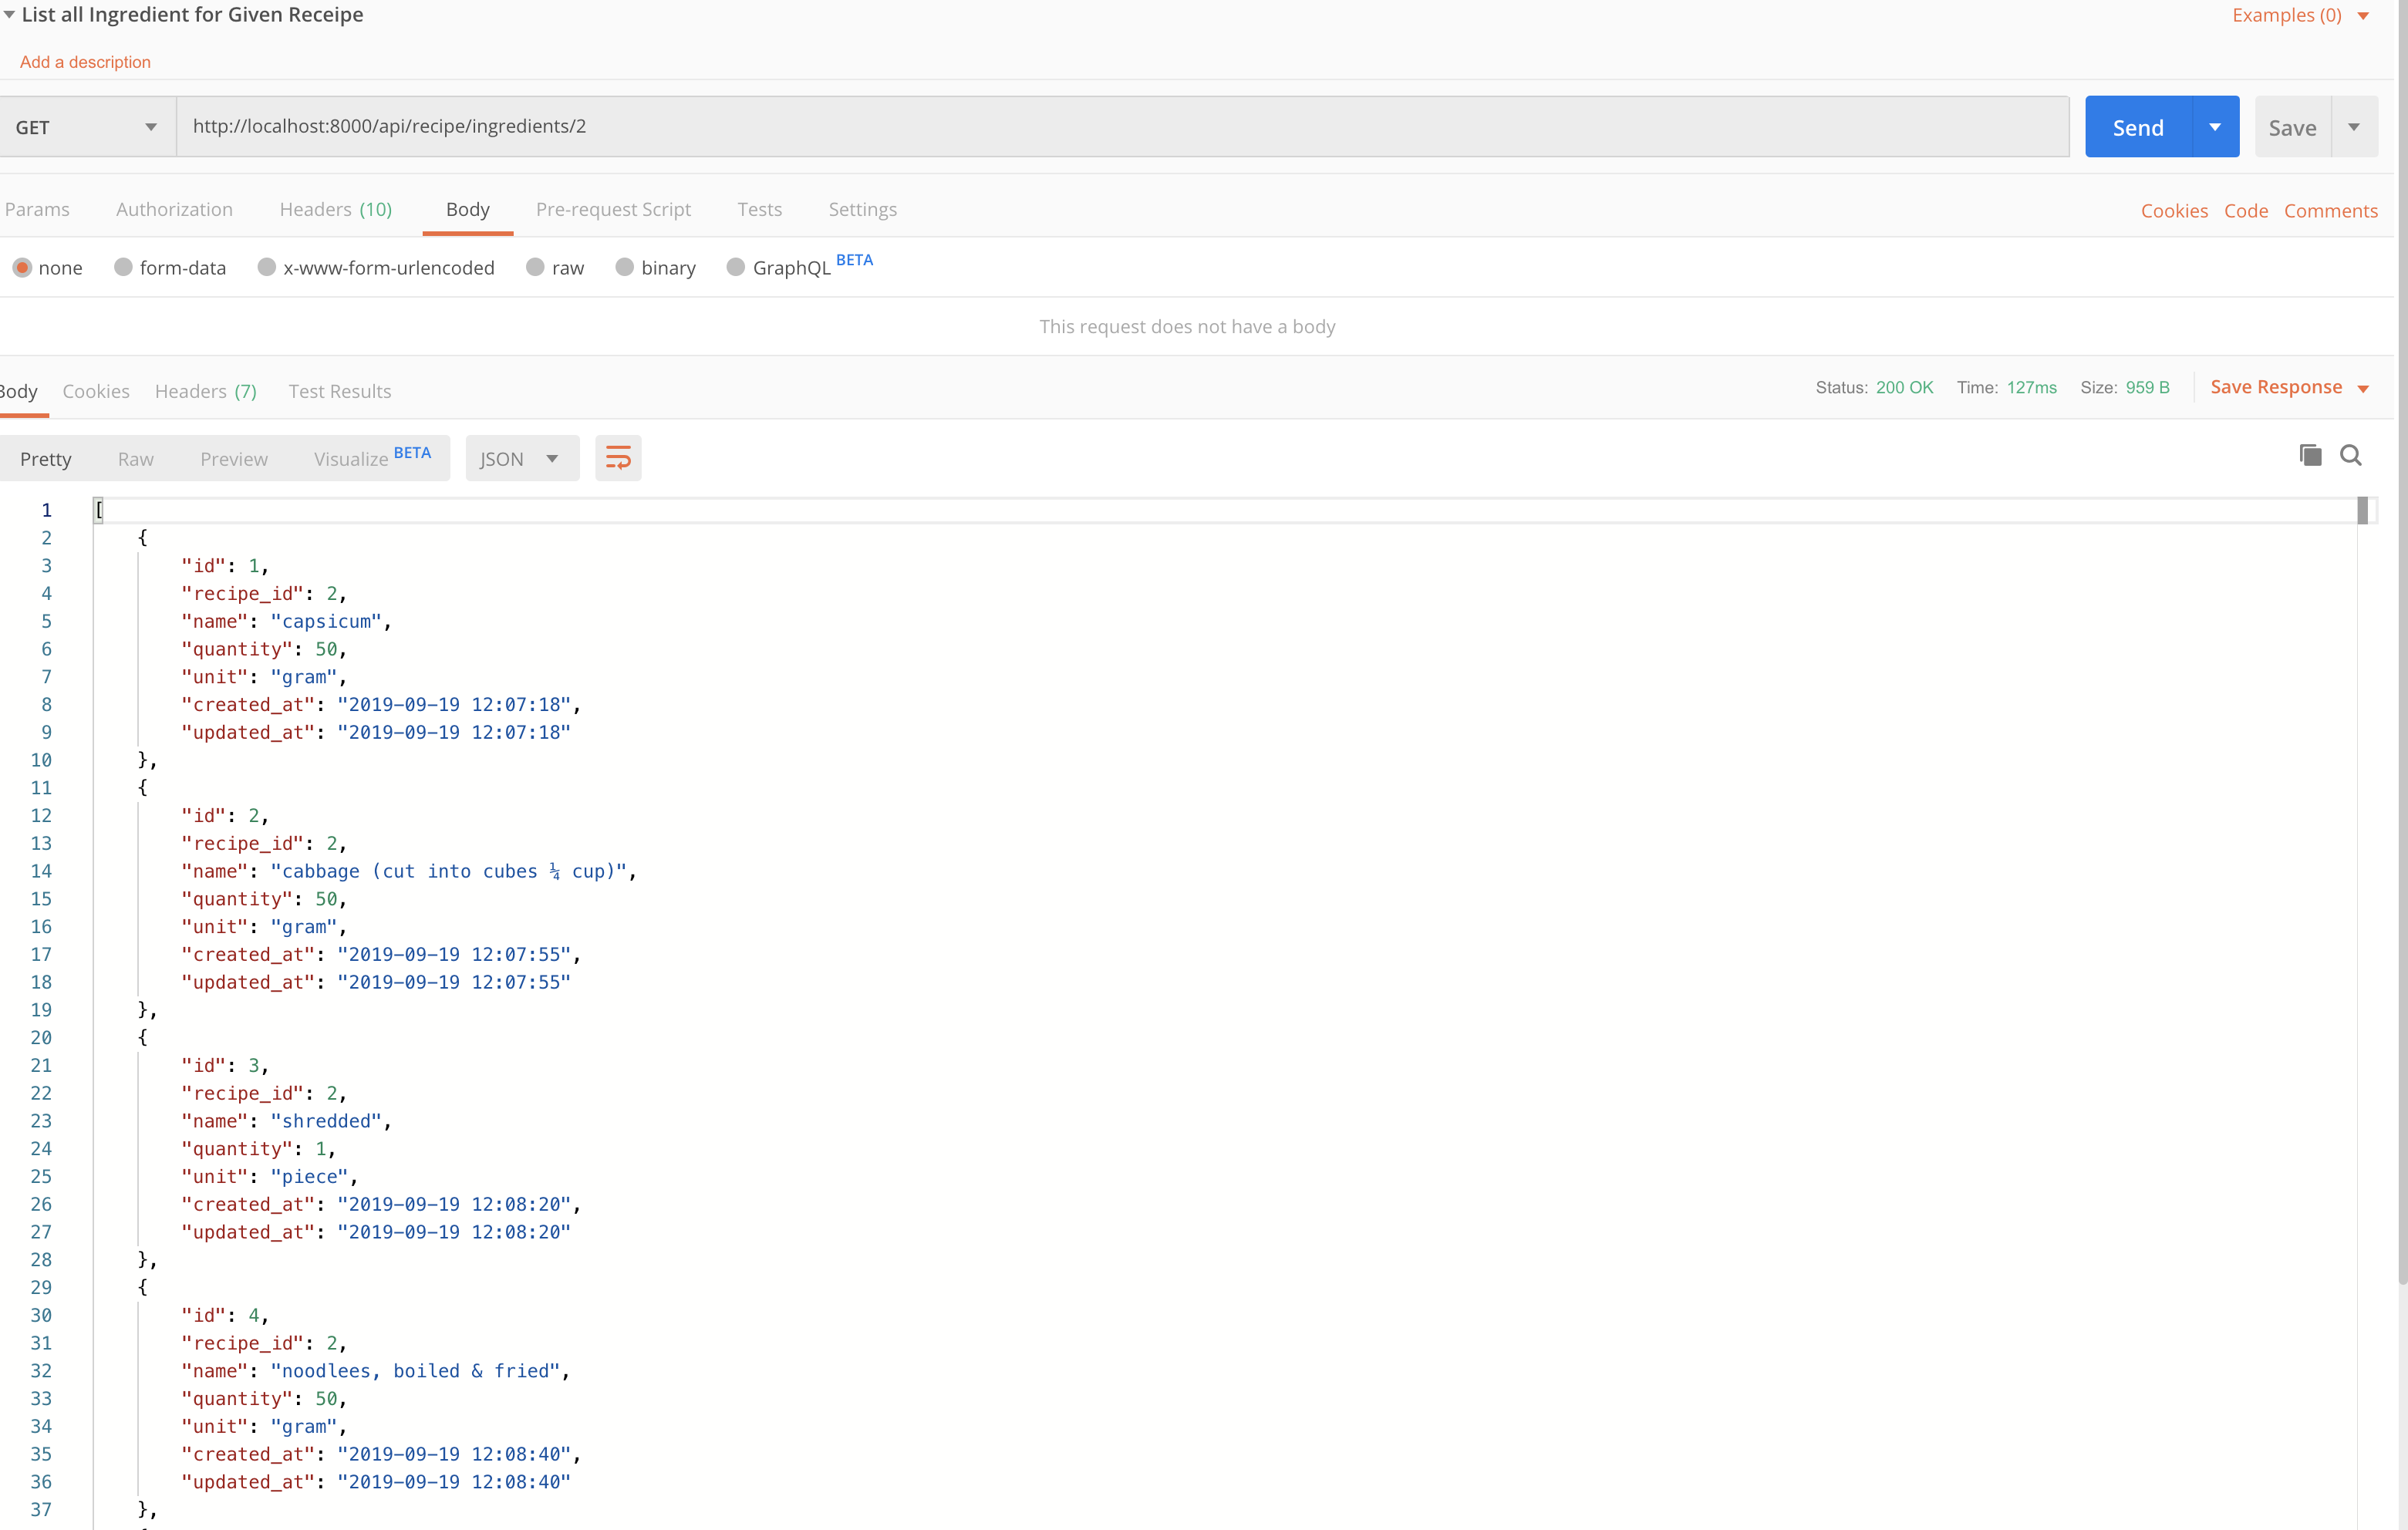 List all Ingredient for Given Receipe
Examples (0)
Add a description
GET http://localhost:8000/api/recipe/ingredients/2 Send Save
Params Authorization Headers (10) Body Pre-request Script Tests Settings Cookies Code Comments
none form-data x-www-form-urlencoded raw binary GraphQL BETA
This request does not have a body
Body Cookies Headers (7) Test Results Status: 200 OK Time: 127ms Size: 959 B Save Response
Pretty Raw Preview Visualize BETA JSON
1 [
2 {
3 "id": 1,
4 "recipe_id": 2,
5 "name": "capsicum",
6 "quantity": 50,
7 "unit": "gram",
8 "created_at": "2019-09-19 12:07:18",
9 "updated_at": "2019-09-19 12:07:18"
10 },
11 {
12 "id": 2,
13 "recipe_id": 2,
14 "name": "cabbage (cut into cubes ¼ cup)",
15 "quantity": 50,
16 "unit": "gram",
17 "created_at": "2019-09-19 12:07:55",
18 "updated_at": "2019-09-19 12:07:55"
19 },
20 {
21 "id": 3,
22 "recipe_id": 2,
23 "name": "shredded",
24 "quantity": 1,
25 "unit": "piece",
26 "created_at": "2019-09-19 12:08:20",
27 "updated_at": "2019-09-19 12:08:20"
28 },
29 {
30 "id": 4,
31 "recipe_id": 2,
32 "name": "noodlees, boiled & fried",
33 "quantity": 50,
34 "unit": "gram",
35 "created_at": "2019-09-19 12:08:40",
36 "updated_at": "2019-09-19 12:08:40"
37 },